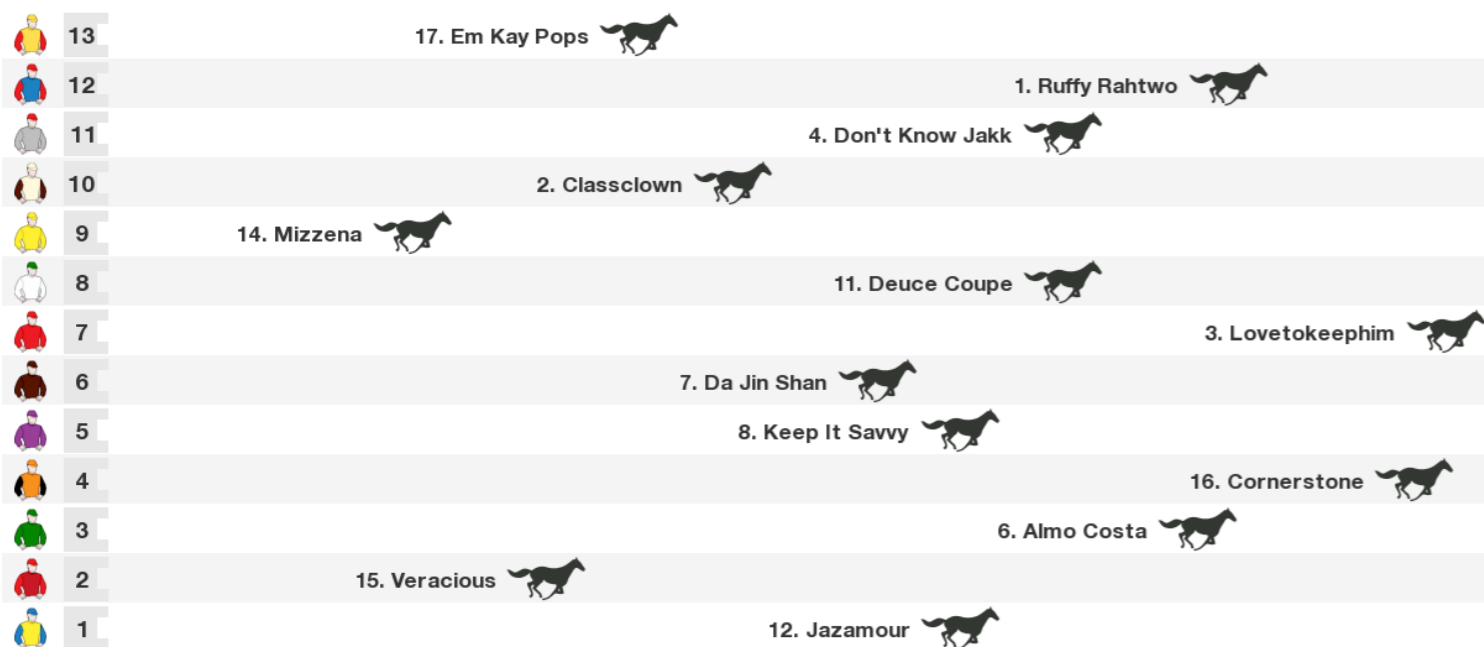 13 17. Em Kay Pops
12 1. Ruffy Rahtwo
11 4. Don't Know Jakk
10 2. Classclown
9 14. Mizzena
8 11. Deuce Coupe
7 3. Lovetokeephim
6 7. Da Jin Shan
5 8. Keep It Savvy
4 16. Cornerstone
3 6. Almo Costa
2 15. Veracious
1 12. Jazamour